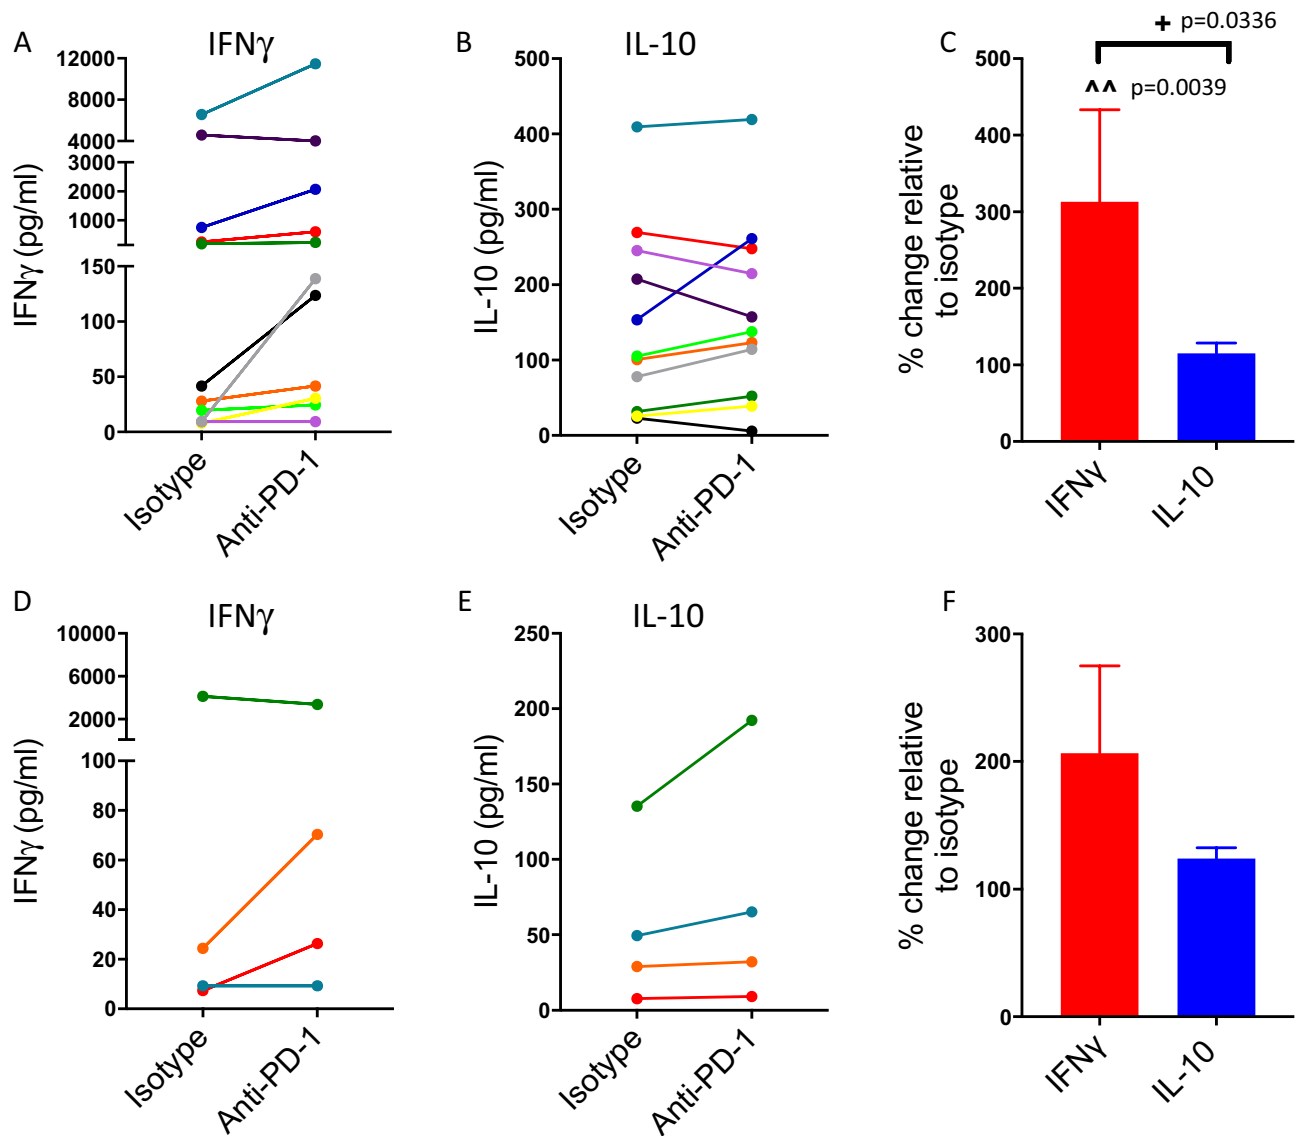 A
IFNγ
IFNγ (pg/ml)
12000
8000
4000
3000
2000
1000
150
100
50
0
Isotype
Anti-PD-1
B
IL-10
IL-10 (pg/ml)
500
400
300
200
100
0
Isotype
Anti-PD-1
C
+ p=0.0336
^^ p=0.0039
% change relative
to isotype
500
400
300
200
100
0
IFNγ
IL-10
D
IFNγ
IFNγ (pg/ml)
10000
6000
2000
100
80
60
40
20
0
Isotype
Anti-PD-1
E
IL-10
IL-10 (pg/ml)
250
200
150
100
50
0
Isotype
Anti-PD-1
F
% change relative
to isotype
300
200
100
0
IFNγ
IL-10